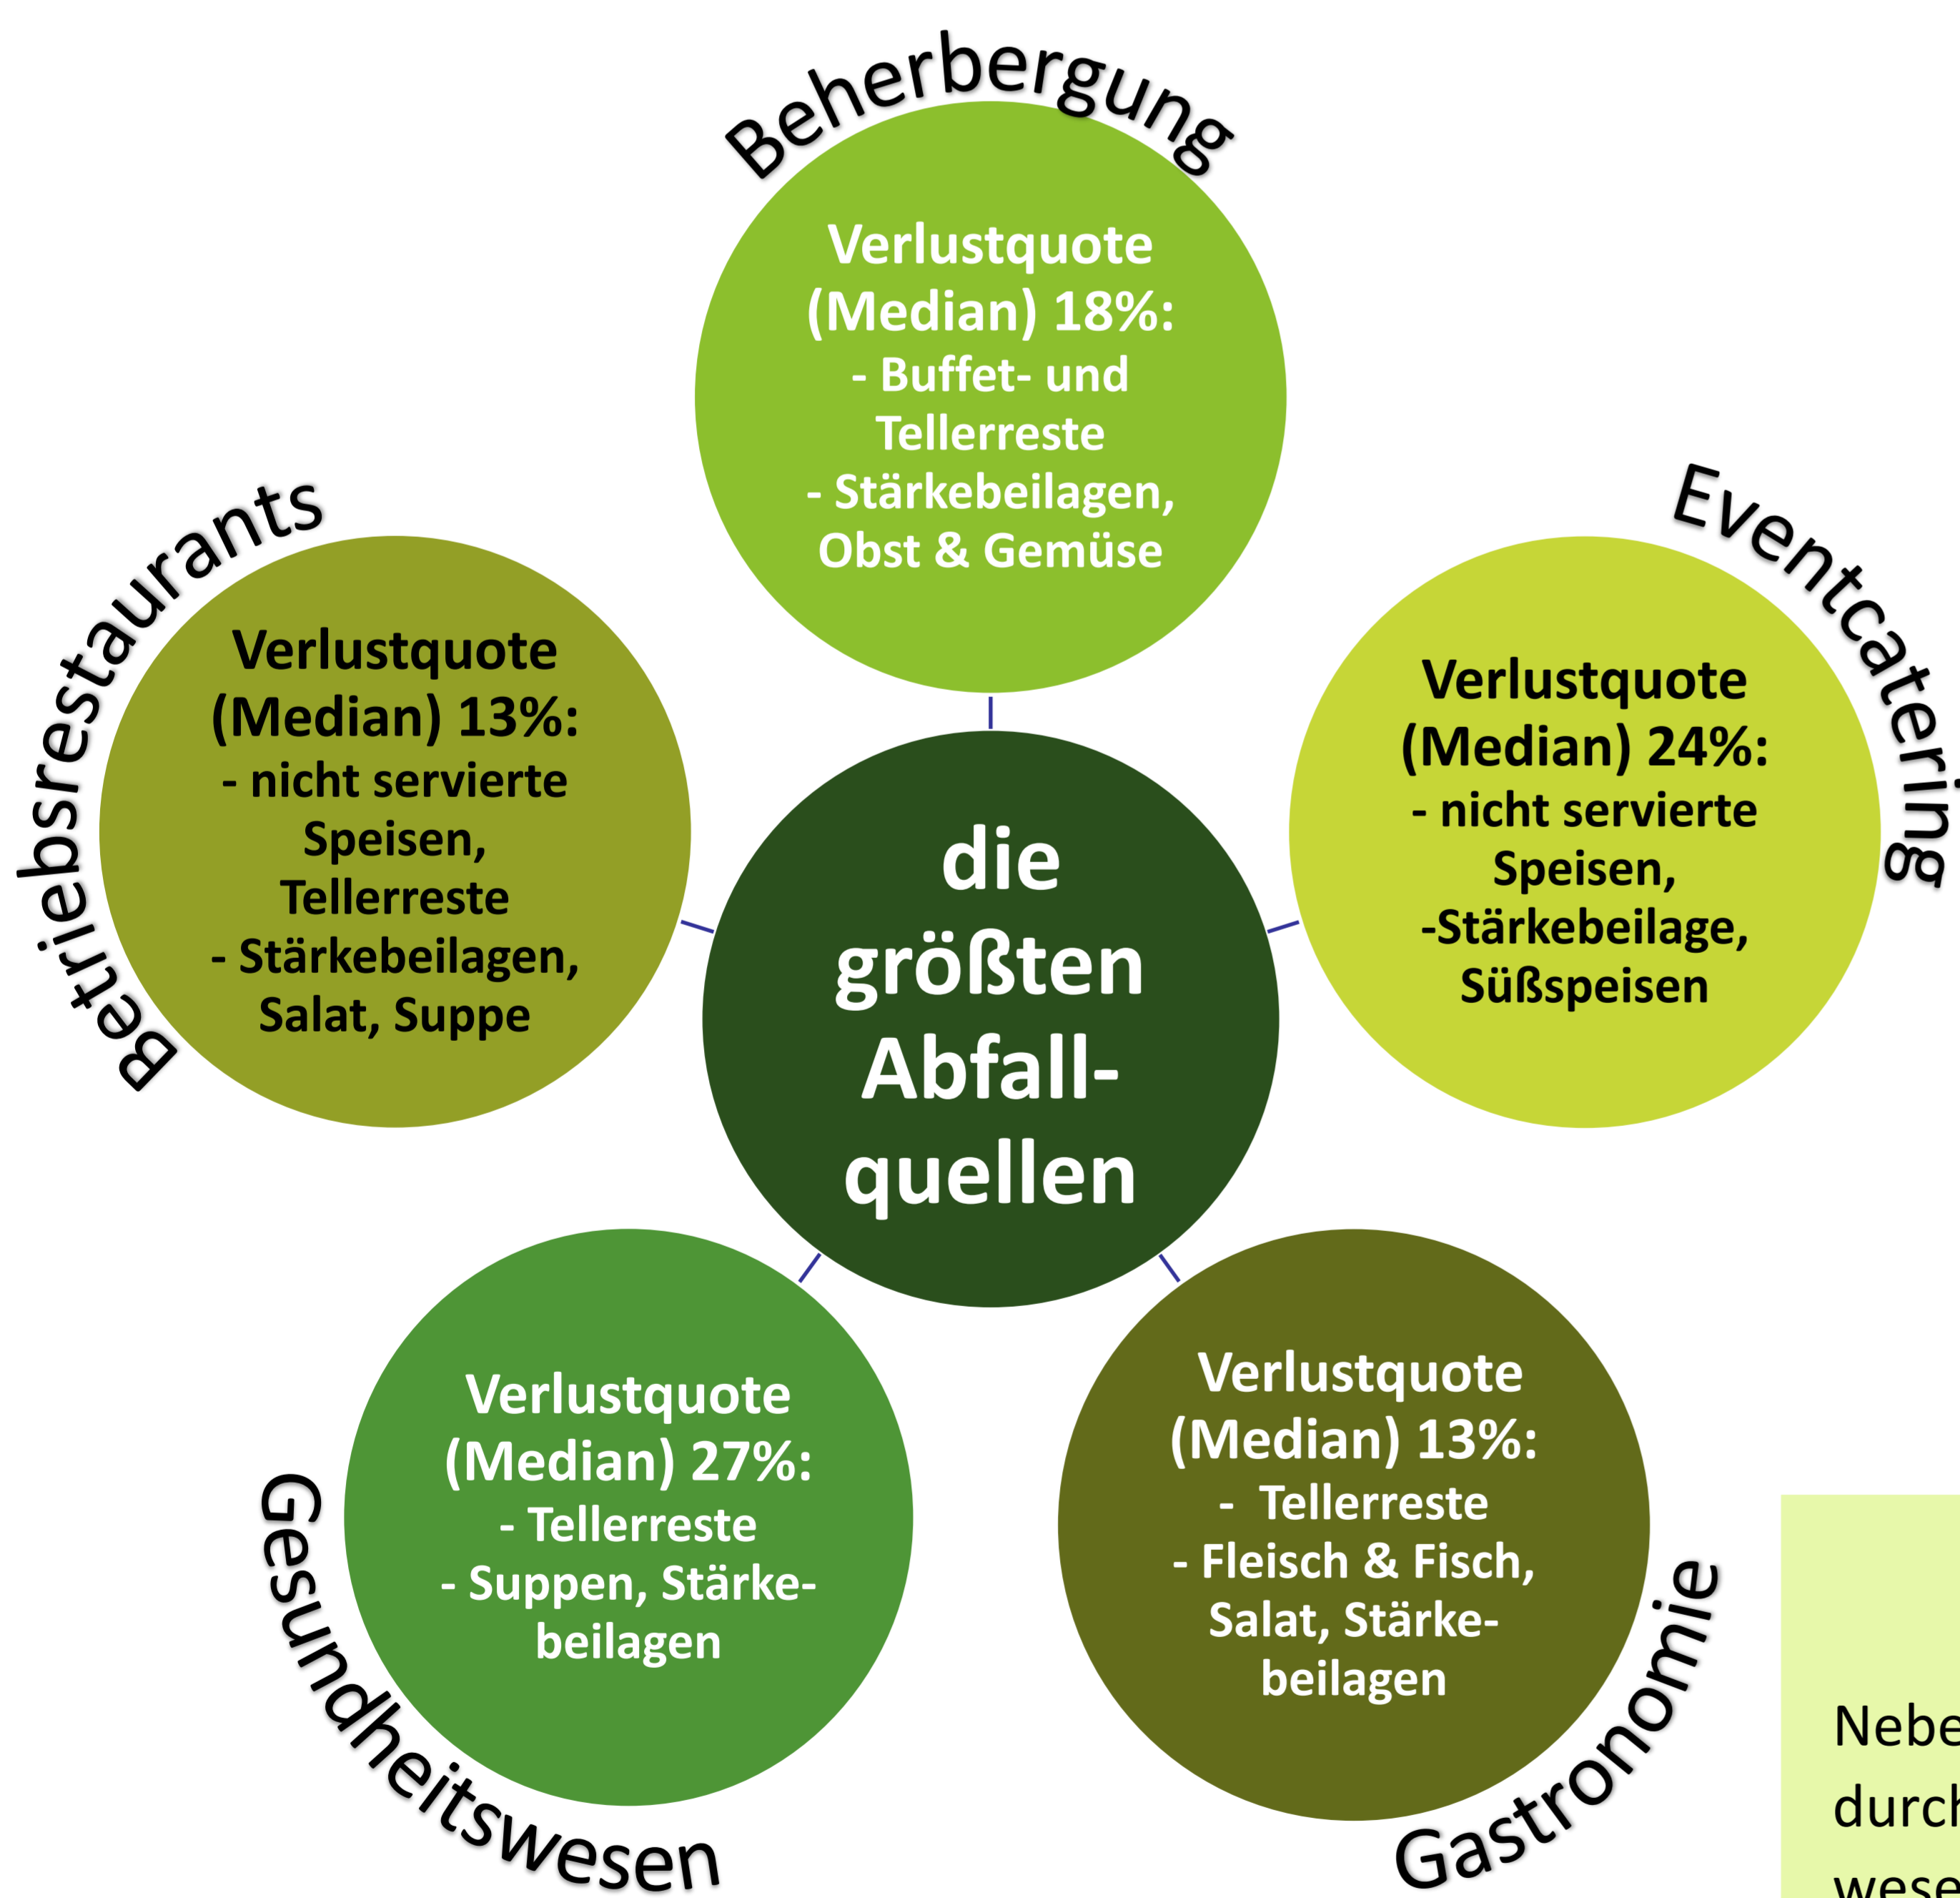 Beherbergung
Verlustquote
(Median) 18%:
- Buffet- und
Tellerreste
- Stärkebeilagen,
Obst & Gemüse
Eventcatering
Verlustquote
(Median) 24%:
- nicht servierte
Speisen,
-Stärkebeilage,
Süßspeisen
Betriebsrestaurants
Verlustquote
(Median) 13%:
- nicht servierte
Speisen,
Tellerreste
- Stärkebeilagen,
Salat, Suppe
die
größten
Abfall-
quellen
Gesundheitswesen
Verlustquote
(Median) 27%:
- Tellerreste
- Suppen, Stärke-
beilagen
Gastronomie
Verlustquote
(Median) 13%:
- Tellerreste
- Fleisch & Fisch,
Salat, Stärke-
beilagen